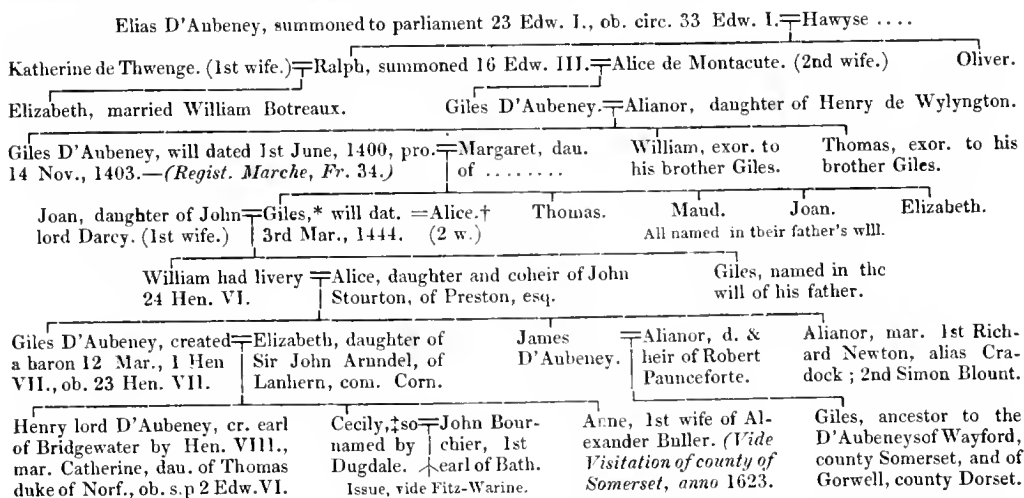 Elias D'Aubeney, summoned to parliament 23 Edw. I., ob. circ. 33 Edw. I.=Hawyse ....
Katherine de Thwenge. (1st wife.)=Ralph, summoned 16 Edw. III.=Alice de Montacute. (2nd wife.) Oliver.
Elizabeth, married William Botreaux. Giles D'Aubeney.=Alianor, daughter of Henry de Wylyngton.
Giles D'Aubeney, will dated 1st June, 1400, pro.=Margaret, dau. William, exor. to Thomas, exor. to his
14 Nov., 1403.—(Regist. Marche, Fr. 34.) of ........ his brother Giles. brother Giles.
Joan, daughter of John=Giles,* will dat. =Alice.† Thomas. Maud. Joan. Elizabeth.
lord Darcy. (1st wife.) 3rd Mar., 1444. (2 w.) All named in their father's will.
William had livery =Alice, daughter and coheir of John Giles, named in the
24 Hen. VI. Stourton, of Preston, esq. will of his father.
Giles D'Aubeney, created=Elizabeth, daughter of James =Alianor, d. & Alianor, mar. 1st Rich-
a baron 12 Mar., 1 Hen Sir John Arundel, of D'Aubeney. heir of Robert ard Newton, alias Cra-
VII., ob. 23 Hen. VII. Lanhern, com. Corn. Paunceforte. dock ; 2nd Simon Blount.
Henry lord D'Aubeney, cr. earl Cecily,‡so=John Bour- Anne, 1st wife of Al- Giles, ancestor to the
of Bridgewater by Hen. VIII., named by chier, 1st exander Buller. (Vide D'Aubeneysof Wayford,
mar. Catherine, dau. of Thomas Dugdale. earl of Bath. Visitation of county of county Somerset, and of
duke of Norf., ob. s.p 2 Edw. VI. Issue, vide Fitz-Warine. Somerset, anno 1623. Gorwell, county Dorset.